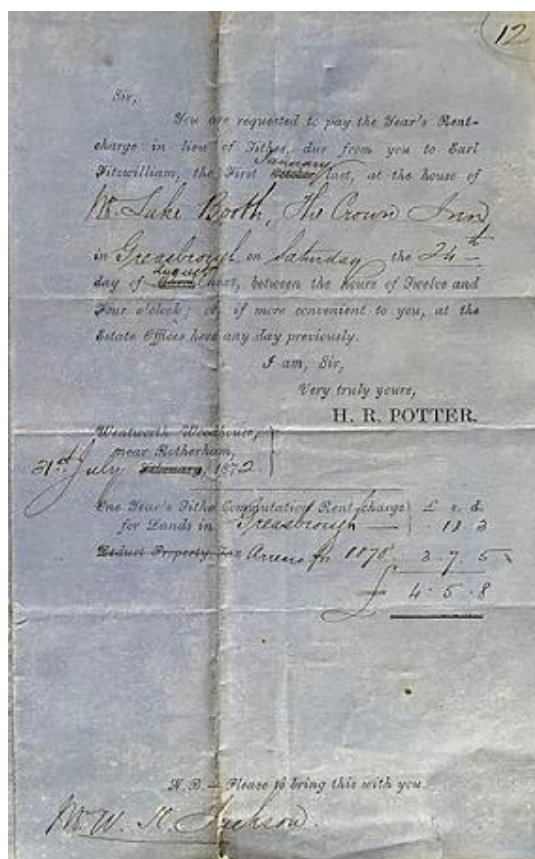 12
Sir,
You are requested to pay the Year's Rent-
charge in lieu of Tithes, due from you to Earl
January
Fitzwilliam, the First October last, at the house of
Mr. Luke Booth, The Crown Inn
in Greasbrough on Saturday the 24th
August
day of next, between the hours of Twelve and
Four o'clock; or, if more convenient to you, at the
Estate Offices here any day previously.
I am, Sir,
Very truly yours,
H. R. POTTER.
Wentworth Woodhouse,
near Rotherham,
31st July February, 1872.
One Year's Tithe Commutation Rent-charge £ s. d.
for Lands in Greasbrough 18 3
Deduct Property Tax Arrears for 1870 3 . 7 . 5
£ 4 . 5 . 8
N.B.—Please to bring this with you.
Mr. W. Jackson.